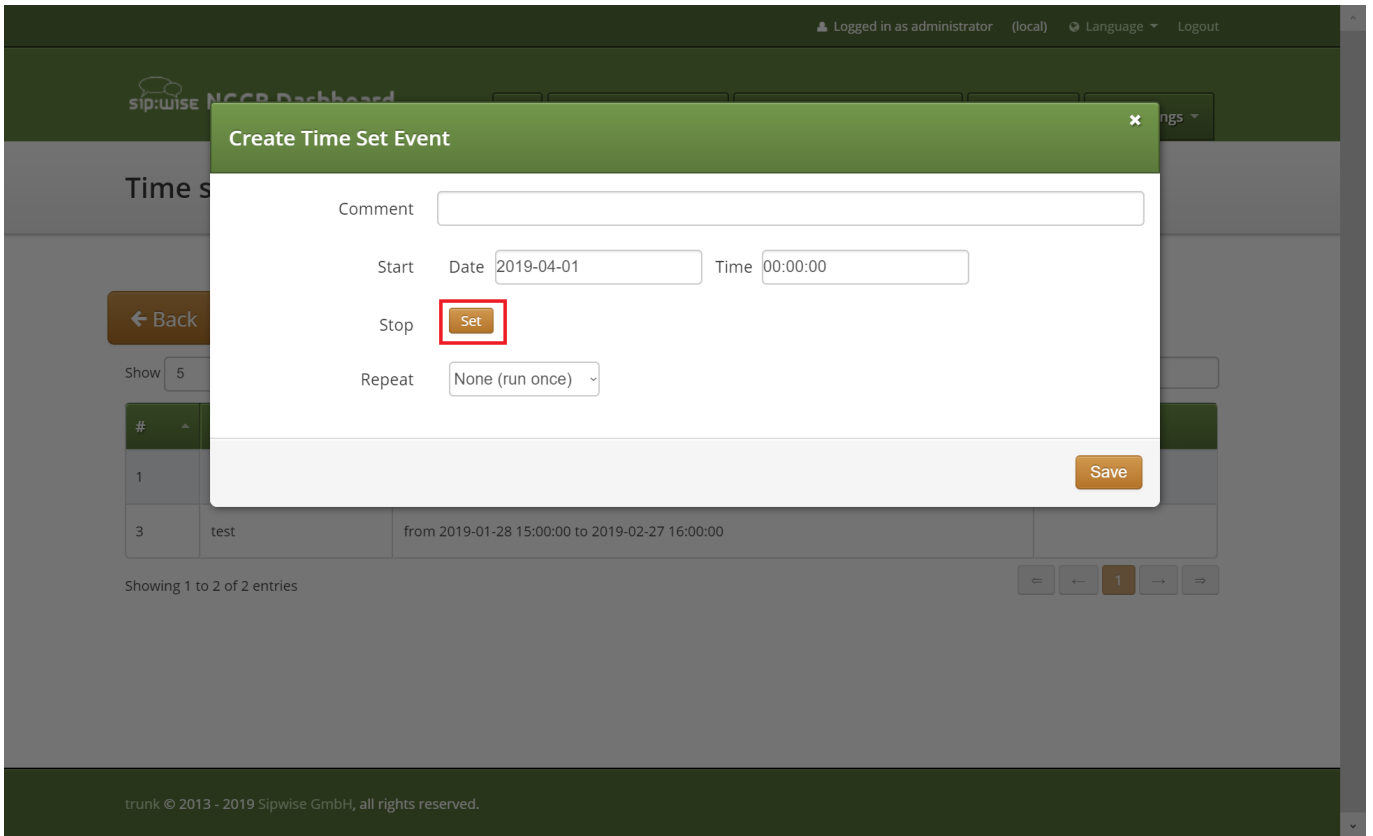 Logged in as administrator (local) Language Logout
sip:wise NGCP Dashboard
ngs
Create Time Set Event
Time s
Comment
Start Date 2019-04-01 Time 00:00:00
Back
Stop Set
Show 5
Repeat None (run once)
#
1
Save
3 test from 2019-01-28 15:00:00 to 2019-02-27 16:00:00
Showing 1 to 2 of 2 entries
⇐ ← 1 → ⇒
trunk © 2013 - 2019 Sipwise GmbH, all rights reserved.